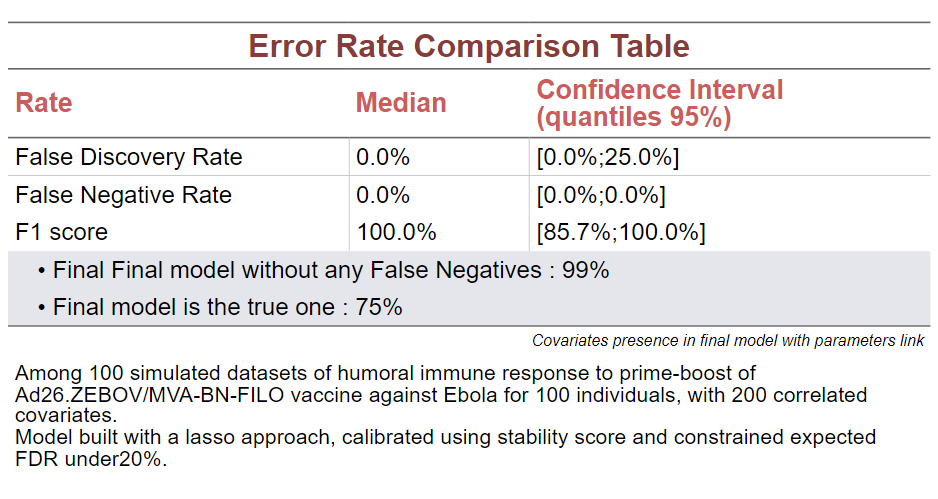 Error Rate Comparison Table
Rate Median Confidence Interval (quantiles 95%)
False Discovery Rate 0.0% [0.0%;25.0%]
False Negative Rate 0.0% [0.0%;0.0%]
F1 score 100.0% [85.7%;100.0%]
• Final Final model without any False Negatives : 99%
• Final model is the true one : 75%
Covariates presence in final model with parameters link
Among 100 simulated datasets of humoral immune response to prime-boost of
Ad26.ZEBOV/MVA-BN-FILO vaccine against Ebola for 100 individuals, with 200 correlated
covariates.
Model built with a lasso approach, calibrated using stability score and constrained expected
FDR under20%.